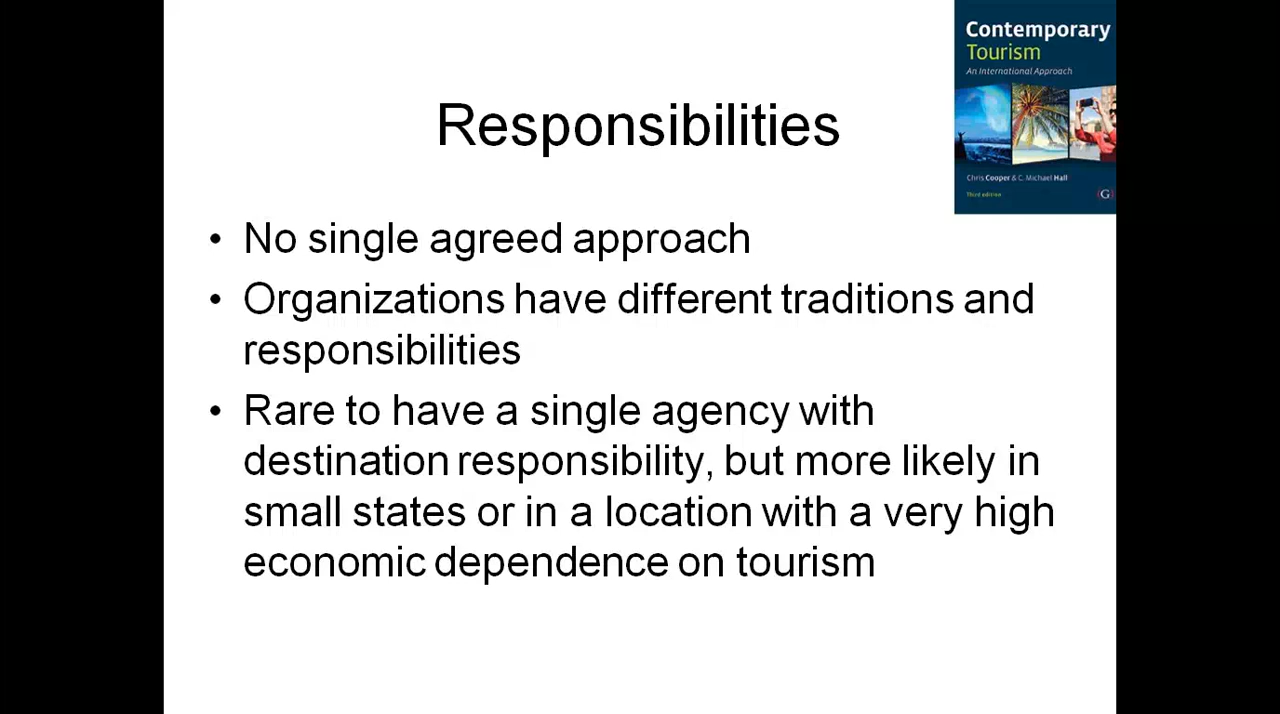 Contemporary
Tourism
An International Approach
Chris Cooper & C. Michael Hall
Third edition
(G)
Responsibilities
• No single agreed approach
• Organizations have different traditions and
responsibilities
• Rare to have a single agency with
destination responsibility, but more likely in
small states or in a location with a very high
economic dependence on tourism